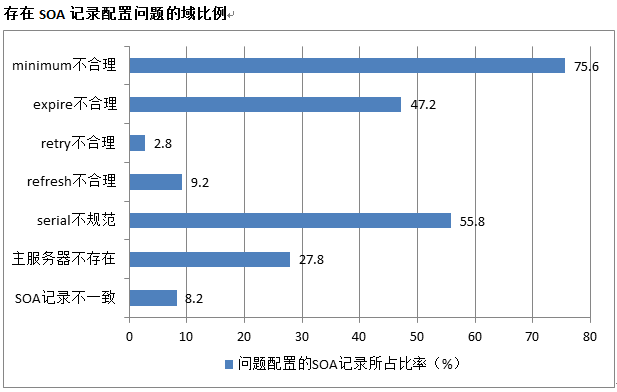 存在 SOA 记录配置问题的域比例
minimum不合理 75.6
expire不合理 47.2
retry不合理 2.8
refresh不合理 9.2
serial不规范 55.8
主服务器不存在 27.8
SOA记录不一致 8.2
0 10 20 30 40 50 60 70 80
问题配置的SOA记录所占比率（%）